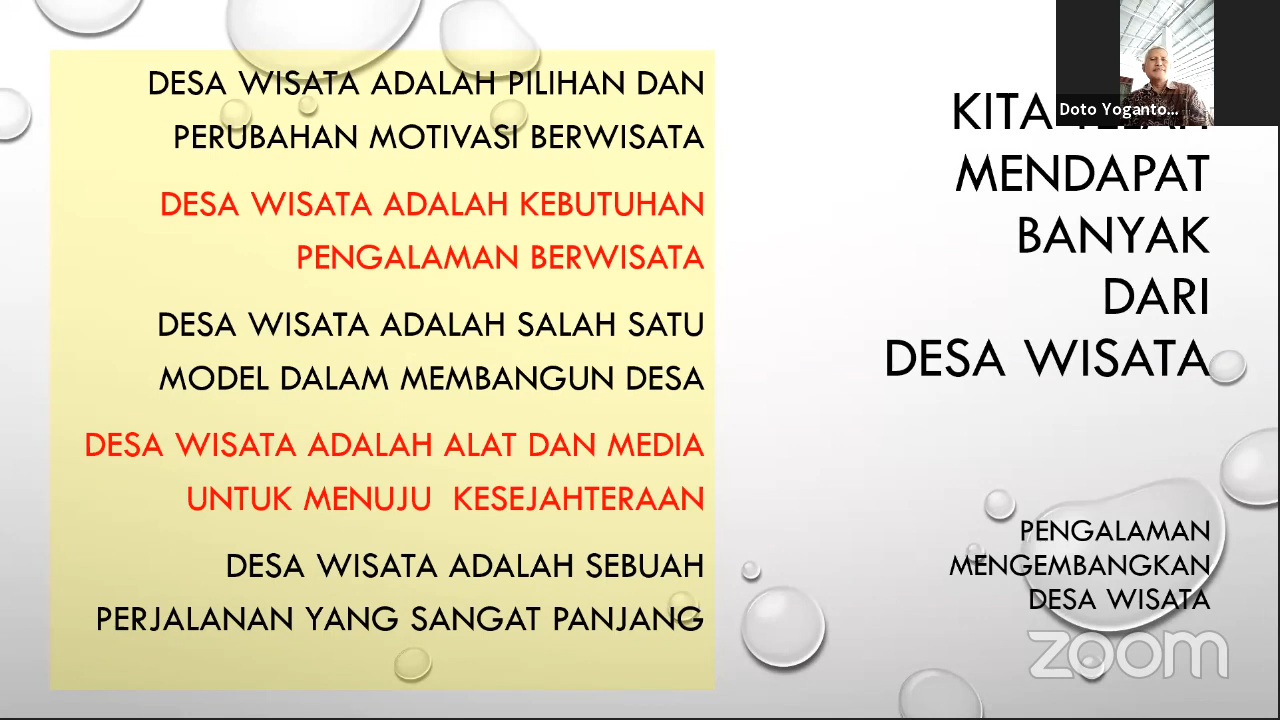 DESA WISATA ADALAH PILIHAN DAN
PERUBAHAN MOTIVASI BERWISATA
DESA WISATA ADALAH KEBUTUHAN
PENGALAMAN BERWISATA
DESA WISATA ADALAH SALAH SATU
MODEL DALAM MEMBANGUN DESA
DESA WISATA ADALAH ALAT DAN MEDIA
UNTUK MENUJU KESEJAHTERAAN
DESA WISATA ADALAH SEBUAH
PERJALANAN YANG SANGAT PANJANG
Doto Yoganto...
KITA
MENDAPAT
BANYAK
DARI
DESA WISATA
PENGALAMAN
MENGEMBANGKAN
DESA WISATA
zoom